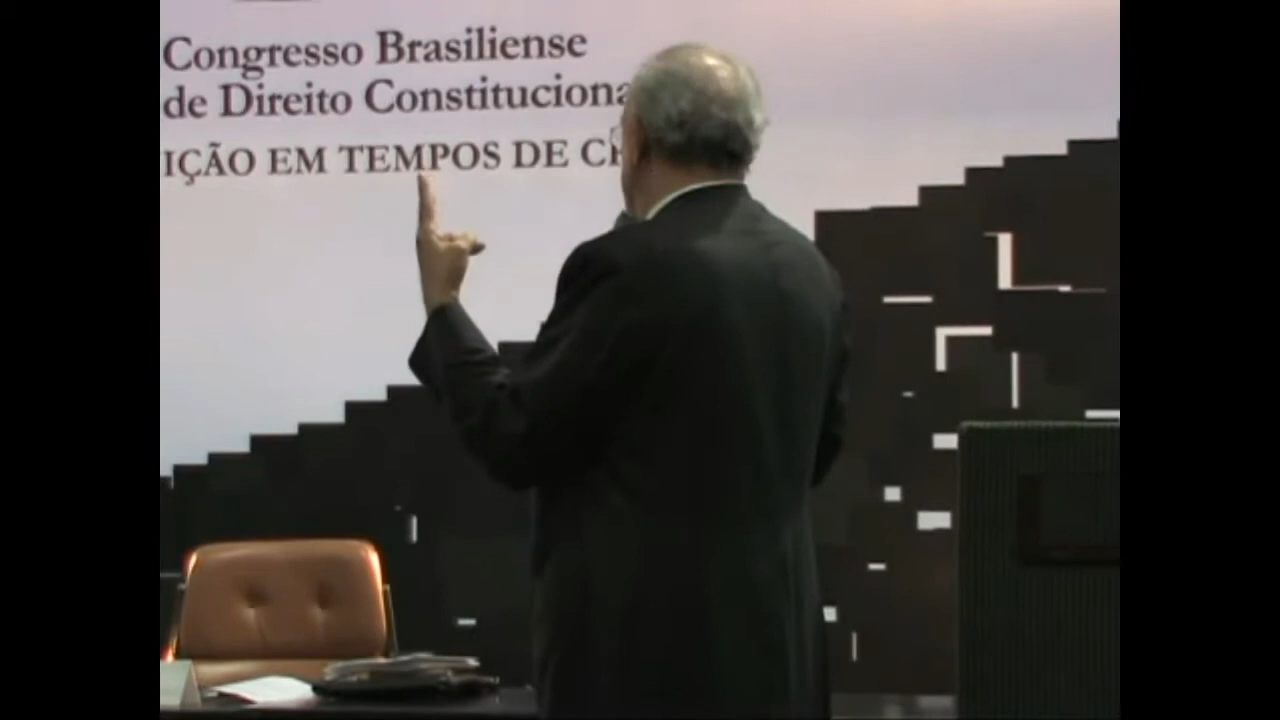 Congresso Brasiliense
de Direito Constituciona
IÇÃO EM TEMPOS DE C